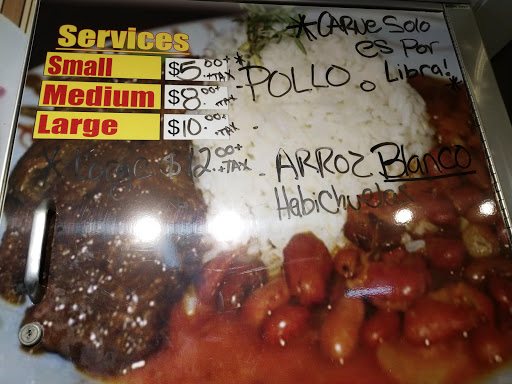 Services
Small $5.00+ +TAX
Medium $8.00+ +TAX
Large $10.00+ +TAX
$12.00+ +TAX
*CARNE Solo
es Por
Libra!*
*POLLO o
ARROZ Blanco
Habichuelas